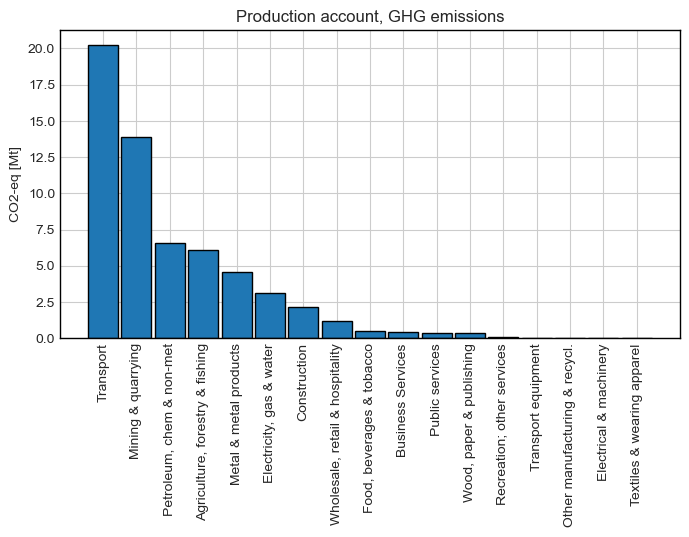 Production account, GHG emissions
CO2-eq [Mt]
20.0
17.5
15.0
12.5
10.0
7.5
5.0
2.5
0.0
Transport
Mining & quarrying
Petroleum, chem & non-met
Agriculture, forestry & fishing
Metal & metal products
Electricity, gas & water
Construction
Wholesale, retail & hospitality
Food, beverages & tobacco
Business Services
Public services
Wood, paper & publishing
Recreation; other services
Transport equipment
Other manufacturing & recycl.
Electrical & machinery
Textiles & wearing apparel